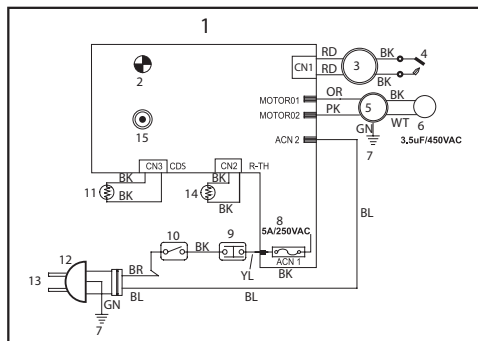 1
RD
BK
4
CN1
3
RD
BK
2
OR
BK
MOTOR01
5
6
PK
MOTOR02
WT
15
GN
3,5uF/450VAC
ACN 2
7
CN3 CDS
CN2 R-TH
BK
BK
11
BK
14
BK
BL
8
5A/250VAC
10
9
12
BK
BR
ACN 1
13
YL
BK
BL
BL
GN
7